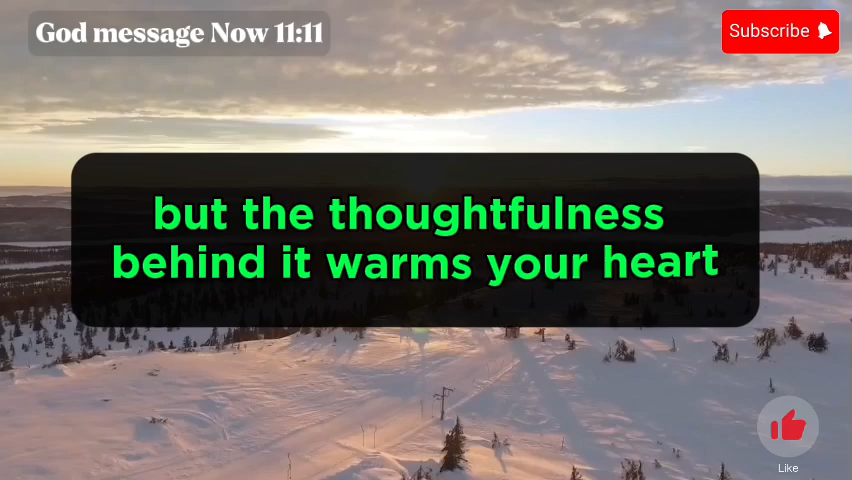 God message Now 11:11
Subscribe
but the thoughtfulness
behind it warms your heart
Like